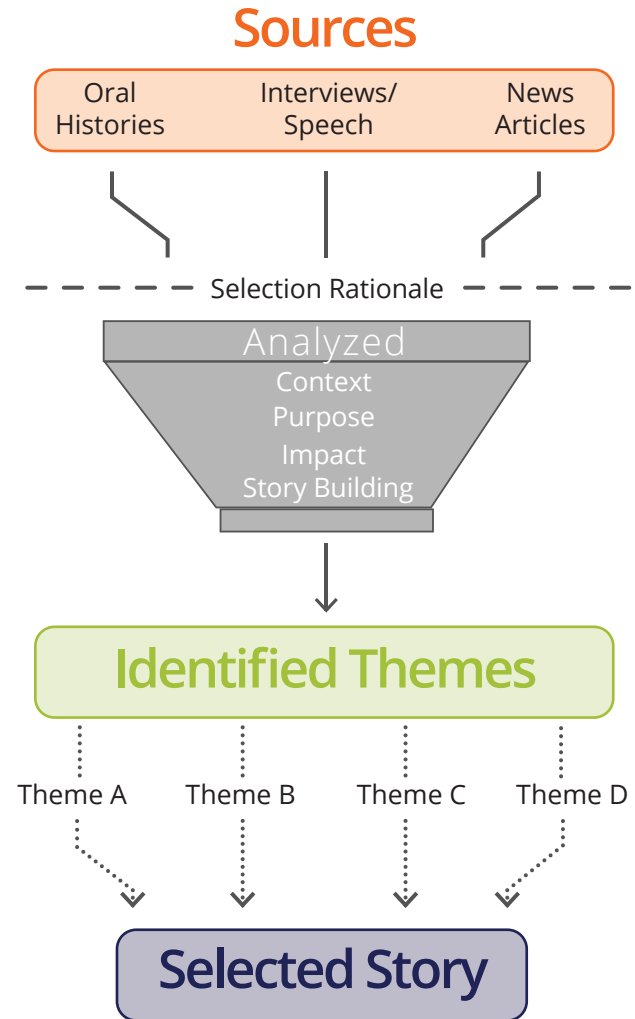 Sources
Oral
Histories
Interviews/
Speech
News
Articles
Selection Rationale
Analyzed
Context
Purpose
Impact
Story Building
Identified Themes
Theme A
Theme B
Theme C
Theme D
Selected Story